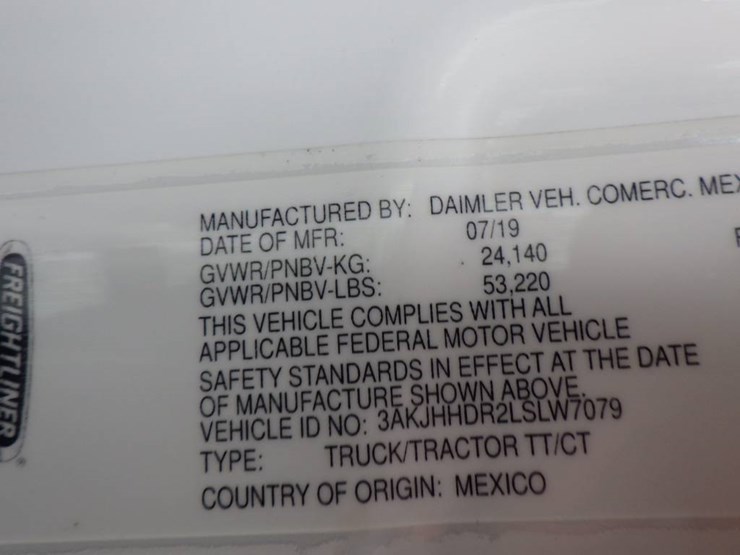 FREIGHTLINER
MANUFACTURED BY: DAIMLER VEH. COMERC.
DATE OF MFR: 07/19
GVWR/PNBV-KG: 24,140
GVWR/PNBV-LBS: 53,220
THIS VEHICLE COMPLIES WITH ALL
APPLICABLE FEDERAL MOTOR VEHICLE
SAFETY STANDARDS IN EFFECT AT THE DATE
OF MANUFACTURE SHOWN ABOVE.
VEHICLE ID NO: 3AKJHHDR2LSLW7079
TYPE: TRUCK/TRACTOR TT/CT
COUNTRY OF ORIGIN: MEXICO